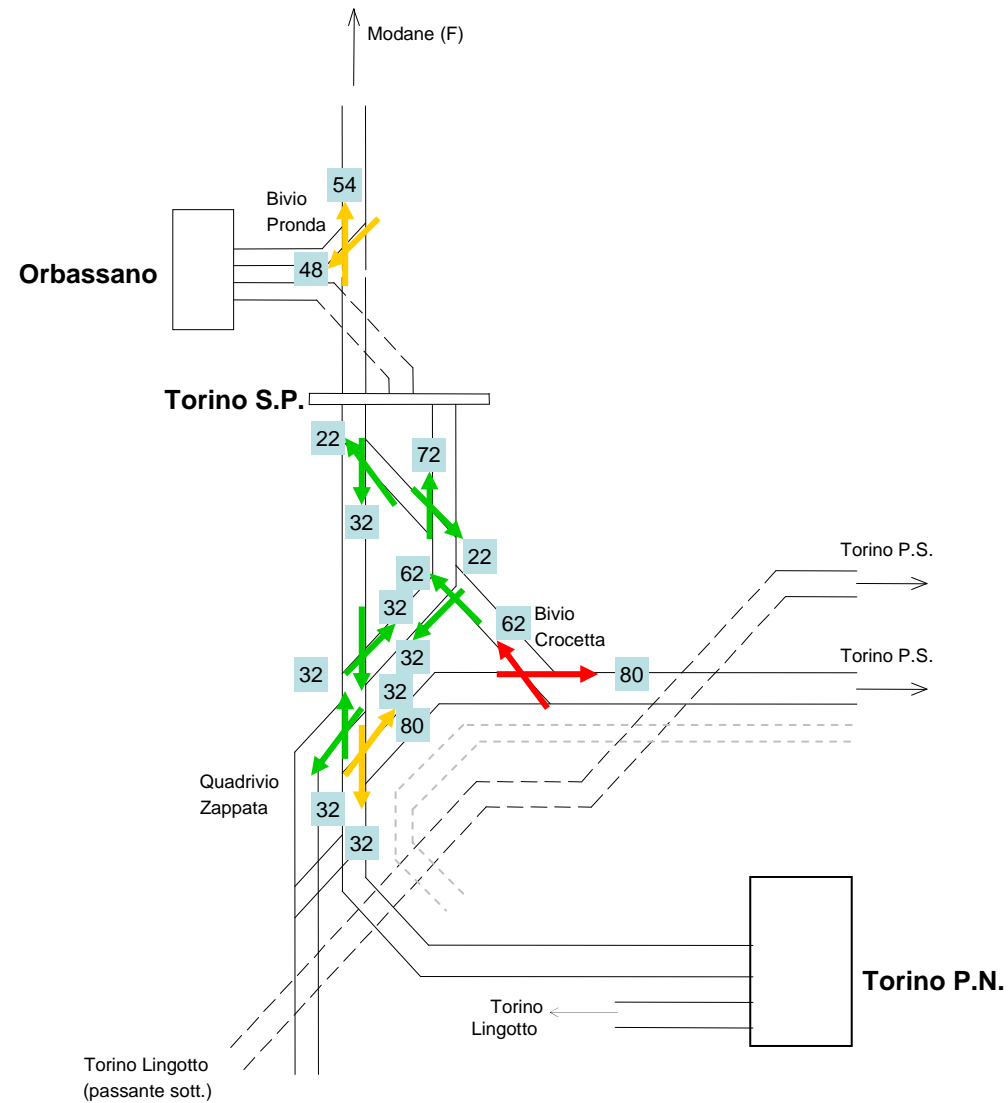 Modane (F)
54
Bivio
Pronda
Orbassano
48
Torino S.P.
22
72
32
22
Torino P.S.
62
32
62
Bivio
Crocetta
32
Torino P.S.
32
32
80
80
Quadrivio
Zappata
32
32
Torino P.N.
Torino
Lingotto
Torino Lingotto
(passante sott.)